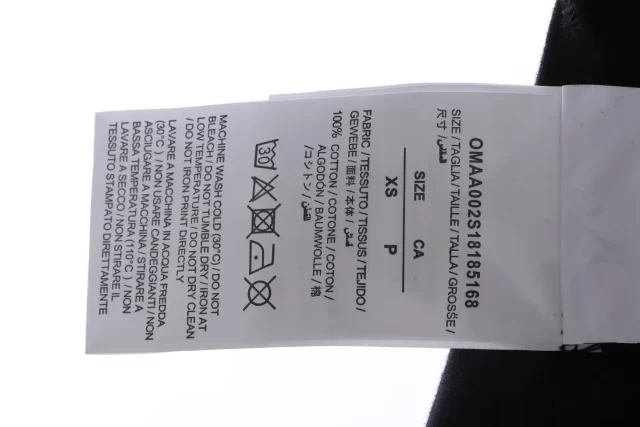 OMAA002S18185168
SIZE / TAGLIA / TAILLE / TALLA / GROSSE /
尺寸 / قياس
SIZE CA
XS P
FABRIC / TESSUTO / TISSUS / TEJIDO /
GEWEBE / 面料 / 本体 / قماش
100% COTTON / COTONE / COTON /
ALGODÓN / BAUMWOLLE / 棉
/ コットン / قطن
30
MACHINE WASH COLD (30°C) / DO NOT
BLEACH / DO NOT TUMBLE DRY / IRON AT
LOW TEMPERATURE / DO NOT DRY CLEAN
/ DO NOT IRON PRINT DIRECTLY
LAVARE A MACCHINA IN ACQUA FREDDA
(30°C ) / NON USARE CANDEGGIANTI / NON
ASCIUGARE A MACCHINA / STIRARE A
BASSA TEMPERATURA (110°C ) / NON
LAVARE A SECCO / NON STIRARE IL
TESSUTO STAMPATO DIRETTAMENTE